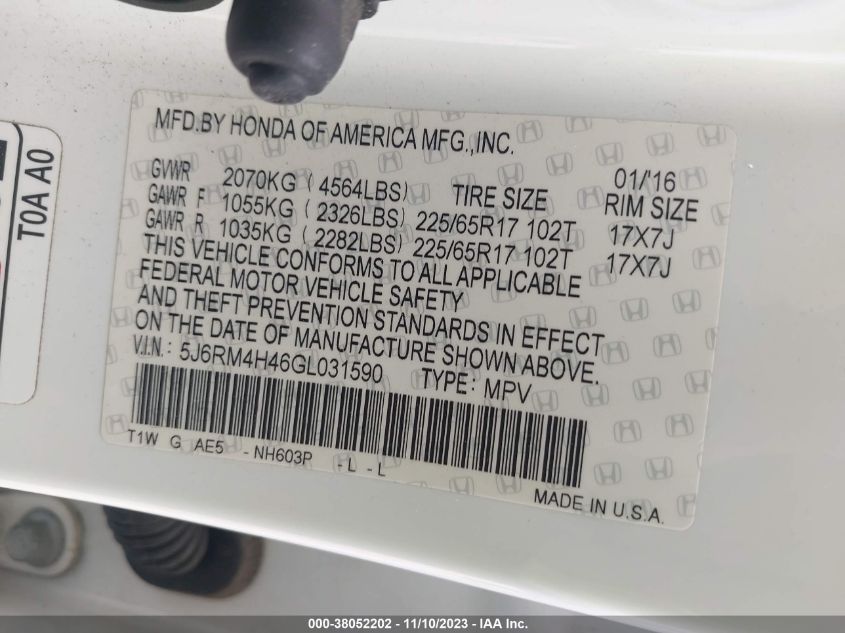 MFD.BY HONDA OF AMERICA MFG.,INC.
01/'16
GVWR 2070KG (4564LBS) TIRE SIZE RIM SIZE
GAWR F 1055KG (2326LBS) 225/65R17 102T 17X7J
GAWR R 1035KG (2282LBS) 225/65R17 102T 17X7J
THIS VEHICLE CONFORMS TO ALL APPLICABLE
FEDERAL MOTOR VEHICLE SAFETY
AND THEFT PREVENTION STANDARDS IN EFFECT
ON THE DATE OF MANUFACTURE SHOWN ABOVE.
V.I.N.: 5J6RM4H46GL031590 TYPE: MPV
T1W G AE5 - NH603P - L - L
MADE IN U.S.A.
T0A A0
000-38052202 - 11/10/2023 - IAA Inc.